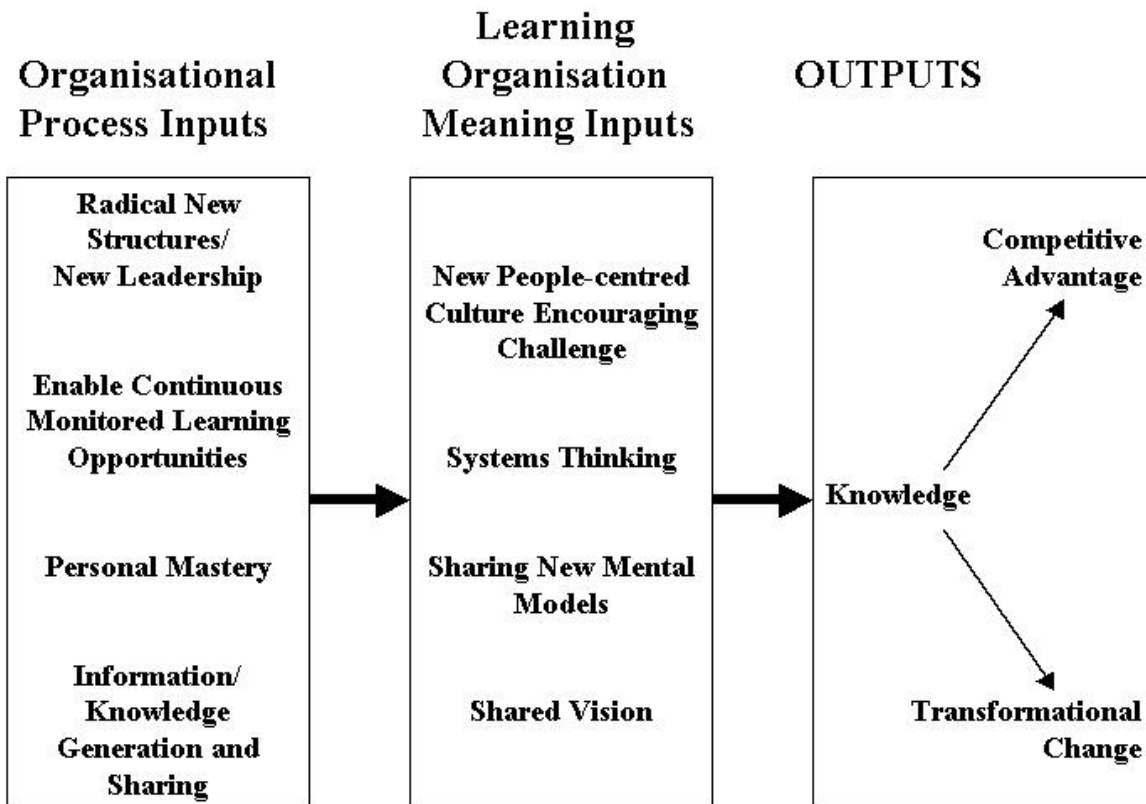 Organisational
Process Inputs
Learning
Organisation
Meaning Inputs
OUTPUTS
Radical New
Structures/
New Leadership
Enable Continuous
Monitored Learning
Opportunities
Personal Mastery
Information/
Knowledge
Generation and
Sharing
New People-centred
Culture Encouraging
Challenge
Systems Thinking
Sharing New Mental
Models
Shared Vision
Competitive
Advantage
Knowledge
Transformational
Change